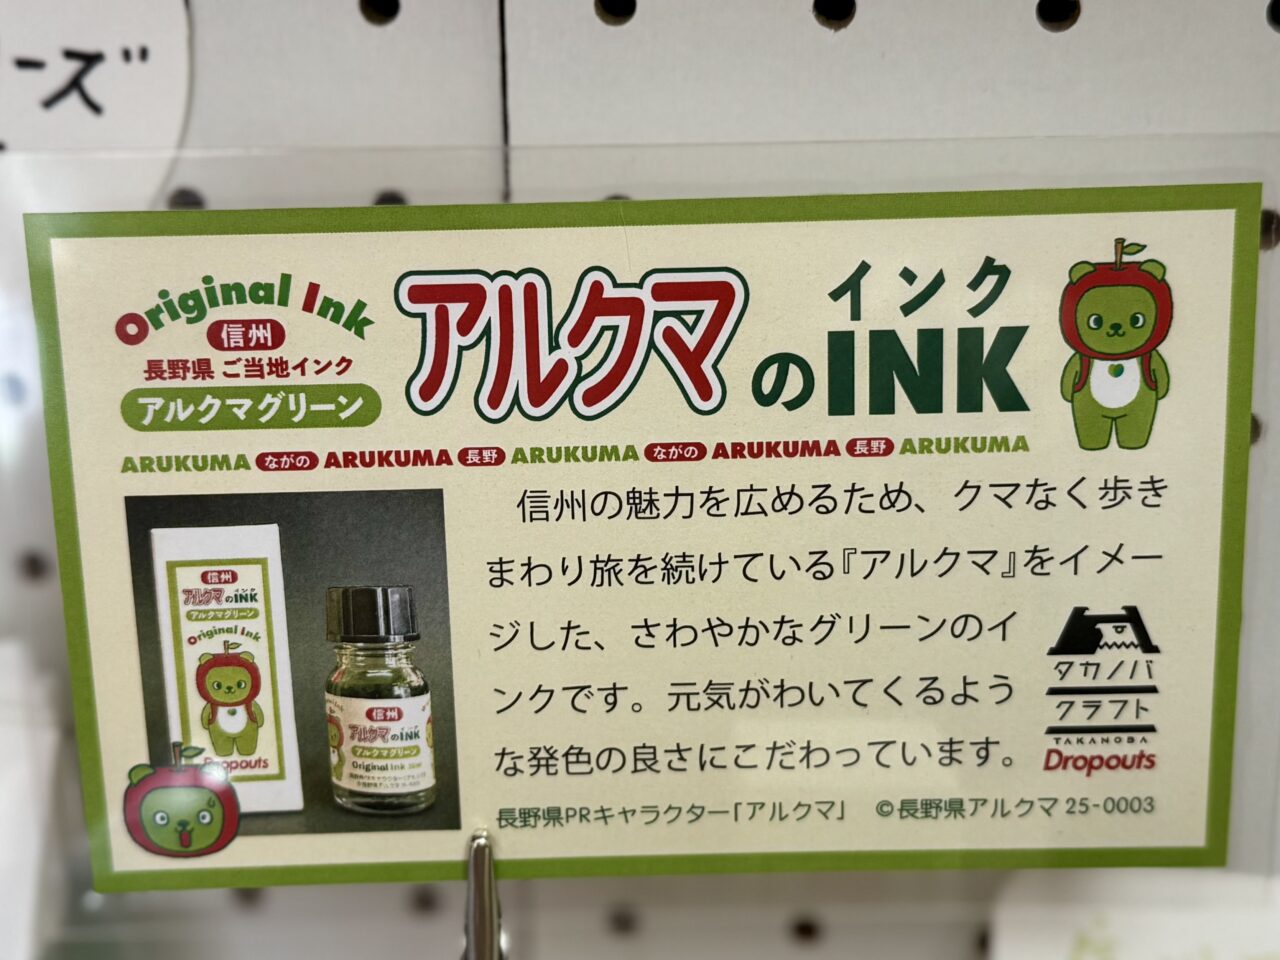 ーズ"
Original Ink
信州
長野県 ご当地インク
アルクマグリーン
アルクマのINK
インク
ARUKUMA ながの ARUKUMA 長野 ARUKUMA ながの ARUKUMA 長野 ARUKUMA
信州の魅力を広めるため、クマなく歩き
まわり旅を続けている『アルクマ』をイメー
ジした、さわやかなグリーンのイ
ンクです。元気がわいてくるよう
な発色の良さにこだわっています。
長野県PRキャラクター「アルクマ」 ©長野県アルクマ 25-0003
タカノバ
クラフト
TAKANOBA
Dropouts
信州
アルクマのINK
インク
アルクマグリーン
Original Ink
Dropouts
信州
アルクマのINK
インク
アルクマグリーン
Original Ink